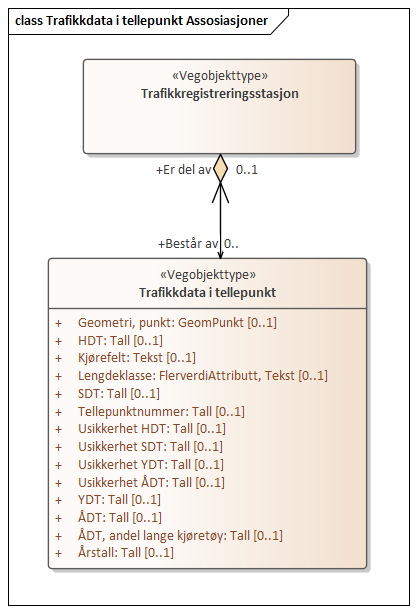 class Trafikkdata i tellepunkt Assosiasjoner
«Vegobjekttype»
Trafikkregistreringsstasjon
+Er del av 0..1
+Består av 0..
«Vegobjekttype»
Trafikkdata i tellepunkt
+ Geometri, punkt: GeomPunkt [0..1]
+ HDT: Tall [0..1]
+ Kjørefelt: Tekst [0..1]
+ Lengdeklasse: FlerverdiAttributt, Tekst [0..1]
+ SDT: Tall [0..1]
+ Tellepunktnummer: Tall [0..1]
+ Usikkerhet HDT: Tall [0..1]
+ Usikkerhet SDT: Tall [0..1]
+ Usikkerhet YDT: Tall [0..1]
+ Usikkerhet ÅDT: Tall [0..1]
+ YDT: Tall [0..1]
+ ÅDT: Tall [0..1]
+ ÅDT, andel lange kjøretøy: Tall [0..1]
+ Årstall: Tall [0..1]